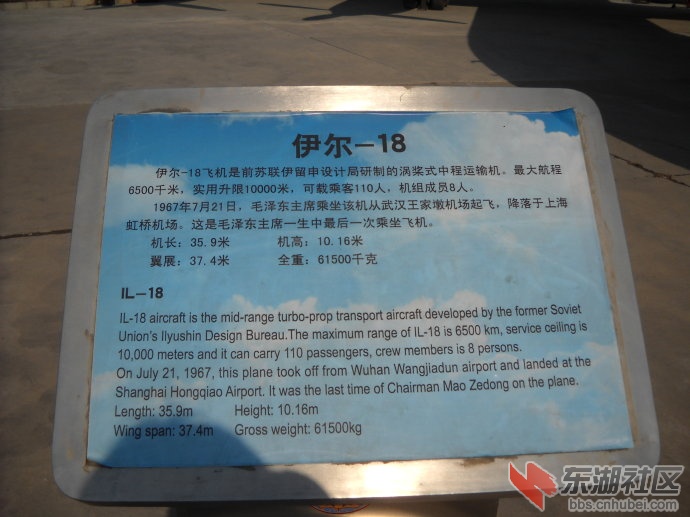 伊尔-18
伊尔-18飞机是前苏联伊留申设计局研制的涡桨式中程运输机。最大航程
6500千米，实用升限10000米，可载乘客110人，机组成员8人。
1967年7月21日，毛泽东主席乘坐该机从武汉王家墩机场起飞，降落于上海
虹桥机场。这是毛泽东主席一生中最后一次乘坐飞机。
机长：35.9米 机高：10.16米
翼展：37.4米 全重：61500千克
IL-18
IL-18 aircraft is the mid-range turbo-prop transport aircraft developed by the former Soviet
Union's Ilyushin Design Bureau.The maximum range of IL-18 is 6500 km, service ceiling is
10,000 meters and it can carry 110 passengers, crew members is 8 persons.
On July 21, 1967, this plane took off from Wuhan Wangjiadun airport and landed at the
Shanghai Hongqiao Airport. It was the last time of Chairman Mao Zedong on the plane.
Length: 35.9m Height: 10.16m
Wing span: 37.4m Gross weight: 61500kg
东湖社区
bbs.cnhubei.com